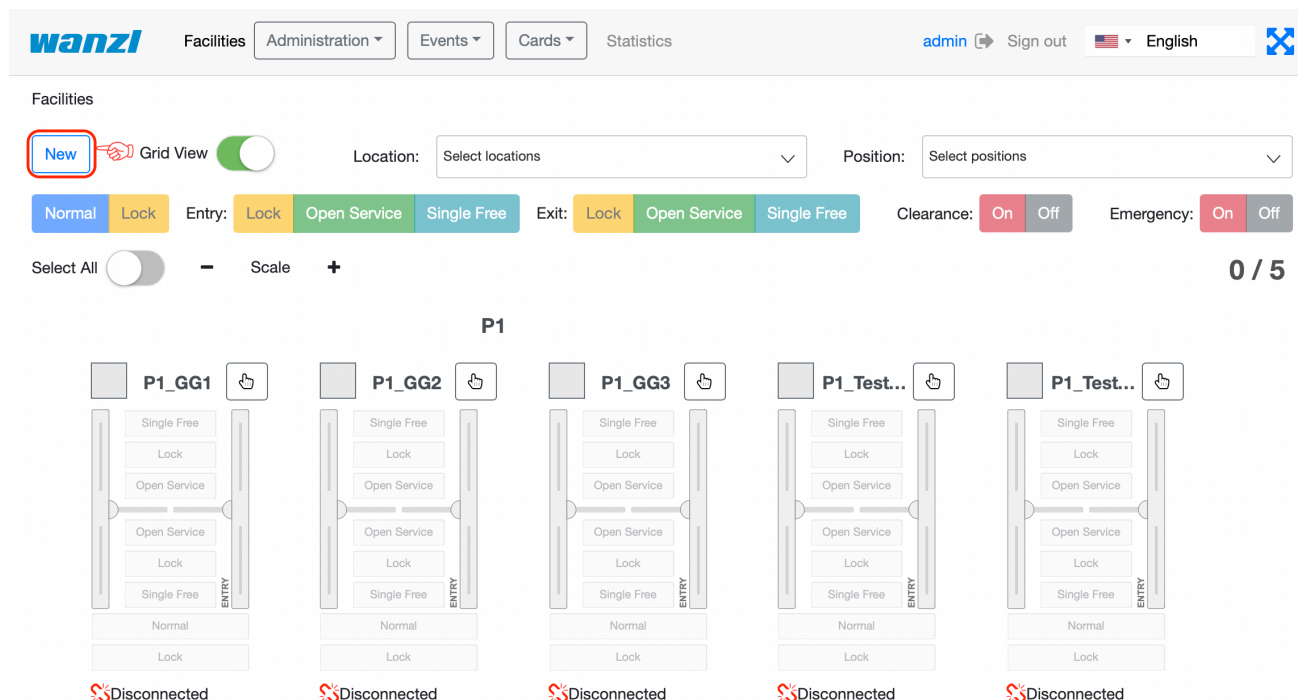 wanzl Facilities Administration Events Cards Statistics admin Sign out English
Facilities
New Grid View Location: Select locations Position: Select positions
Normal Lock Entry: Lock Open Service Single Free Exit: Lock Open Service Single Free Clearance: On Off Emergency: On Off
Select All - Scale + 0 / 5
P1
P1_GG1 P1_GG2 P1_GG3 P1_Test... P1_Test...
Single Free Single Free Single Free Single Free Single Free
Lock Lock Lock Lock Lock
Open Service Open Service Open Service Open Service Open Service
Open Service Open Service Open Service Open Service Open Service
Lock Lock Lock Lock Lock
Single Free ENTRY Single Free ENTRY Single Free ENTRY Single Free ENTRY Single Free ENTRY
Normal Normal Normal Normal Normal
Lock Lock Lock Lock Lock
Disconnected Disconnected Disconnected Disconnected Disconnected